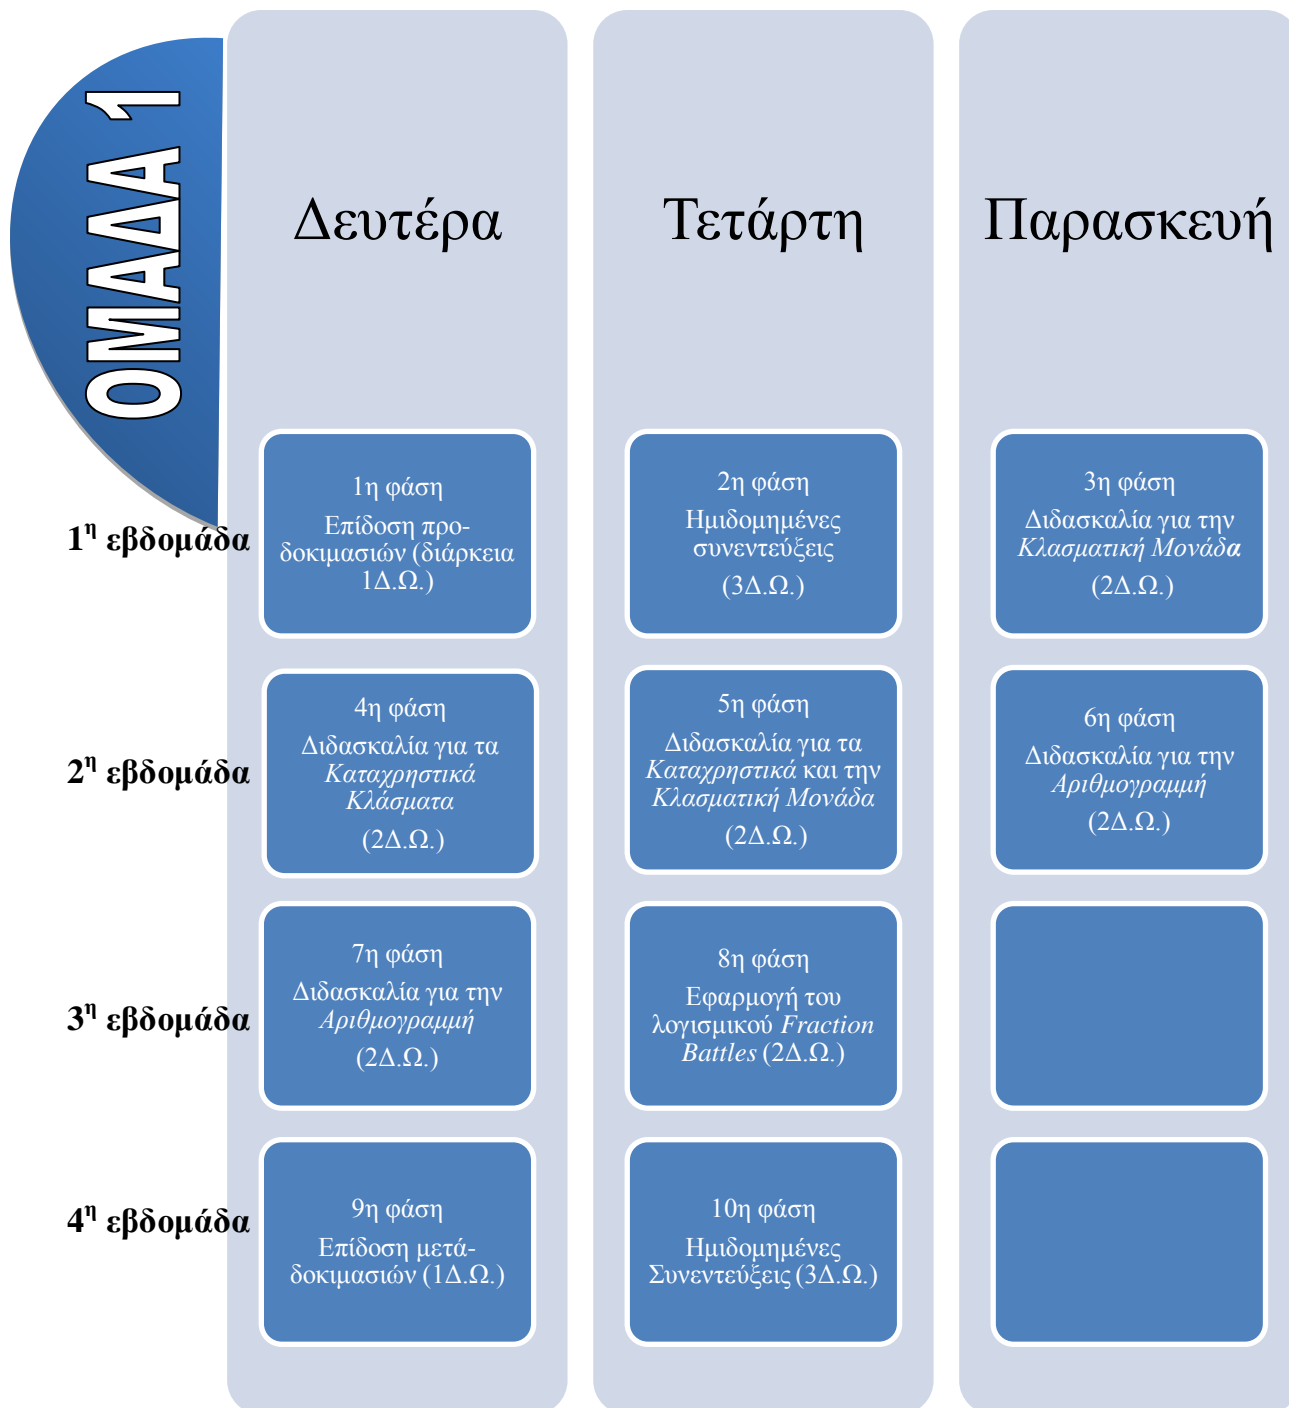 ΟΜΑΔΑ 1
Δευτέρα
Τετάρτη
Παρασκευή
1η εβδομάδα
1η φάση
Επίδοση προ-
δοκιμασιών (διάρκεια
1Δ.Ω.)
2η φάση
Ημιδομημένες
συνεντεύξεις
(3Δ.Ω.)
3η φάση
Διδασκαλία για την
Κλασματική Μονάδα
(2Δ.Ω.)
2η εβδομάδα
4η φάση
Διδασκαλία για τα
Καταχρηστικά
Κλάσματα
(2Δ.Ω.)
5η φάση
Διδασκαλία για τα
Καταχρηστικά και την
Κλασματική Μονάδα
(2Δ.Ω.)
6η φάση
Διδασκαλία για την
Αριθμογραμμή
(2Δ.Ω.)
3η εβδομάδα
7η φάση
Διδασκαλία για την
Αριθμογραμμή
(2Δ.Ω.)
8η φάση
Εφαρμογή του
λογισμικού Fraction
Battles (2Δ.Ω.)
4η εβδομάδα
9η φάση
Επίδοση μετά-
δοκιμασιών (1Δ.Ω.)
10η φάση
Ημιδομημένες
Συνεντεύξεις (3Δ.Ω.)